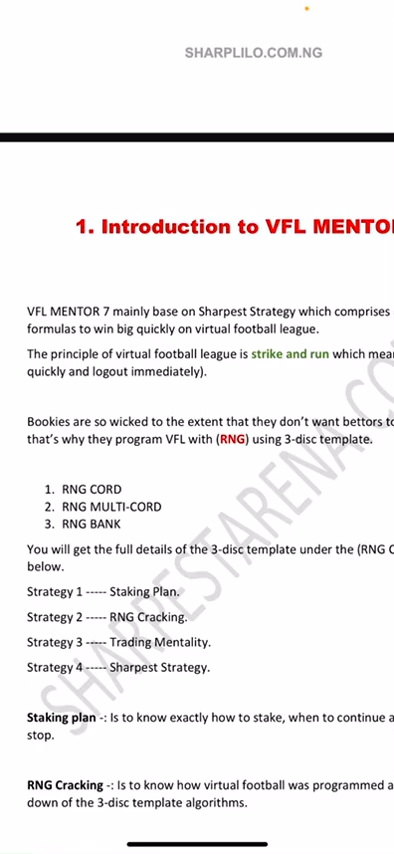 SHARPLILO.COM.NG
1. Introduction to VFL MENTO
VFL MENTOR 7 mainly base on Sharpest Strategy which comprises
formulas to win big quickly on virtual football league.
The principle of virtual football league is strike and run which mea
quickly and logout immediately).
Bookies are so wicked to the extent that they don't want bettors to
that's why they program VFL with (RNG) using 3-disc template.
1. RNG CORD
2. RNG MULTI-CORD
3. RNG BANK
You will get the full details of the 3-disc template under the (RNG C
below.
Strategy 1 ----- Staking Plan.
Strategy 2 ----- RNG Cracking.
Strategy 3 ----- Trading Mentality.
Strategy 4 ----- Sharpest Strategy.
Staking plan -: Is to know exactly how to stake, when to continue a
stop.
RNG Cracking -: Is to know how virtual football was programmed a
down of the 3-disc template algorithms.
SHARPESTARENA.CO